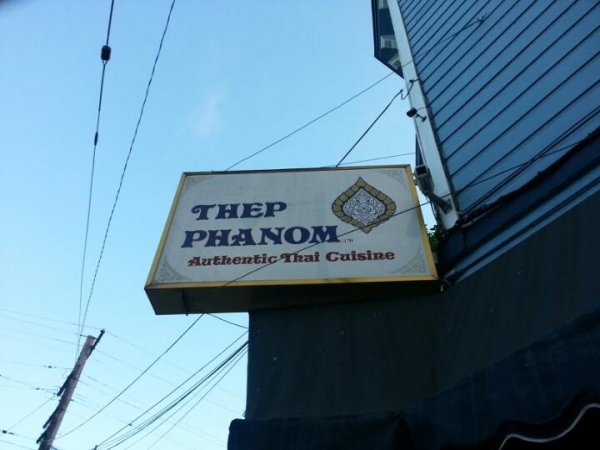 THEP
PHANOM
Authentic Thai Cuisine